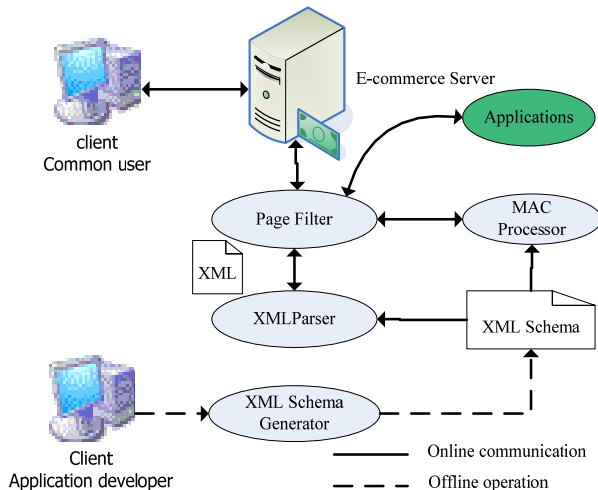 E-commerce Server
client
Common user
Applications
Page Filter
MAC
Processor
XML
XMLParser
XML Schema
XML Schema
Generator
Client
Application developer
Online communication
Offline operation